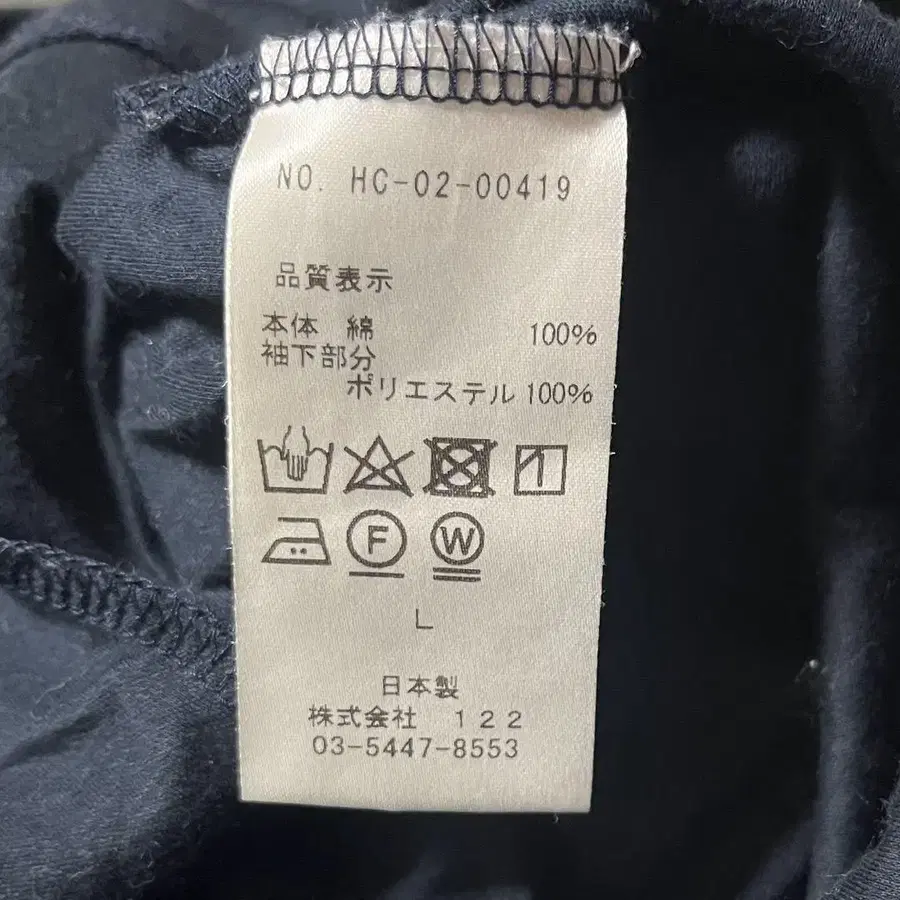 NO. HC-02-00419
品質表示
本体 綿 100%
袖下部分
ポリエステル 100%
F W
L
日本製
株式会社 122
03-5447-8553